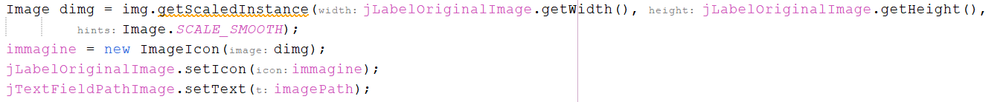 Image dimg = img.getScaledInstance(width: jLabelOriginalImage.getWidth(), height: jLabelOriginalImage.getHeight(),
hints: Image.SCALE_SMOOTH);
immagine = new ImageIcon(image: dimg);
jLabelOriginalImage.setIcon(icon: immagine);
jTextFieldPathImage.setText(t: imagePath);